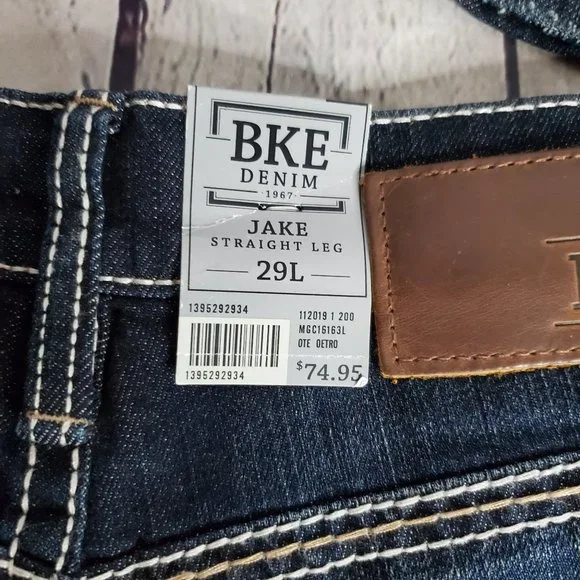 BKE
DENIM
1967
JAKE
STRAIGHT LEG
29L
1395292934
112019 1 200
MGC16163L
OTE OETRO
1395292934
$74.95